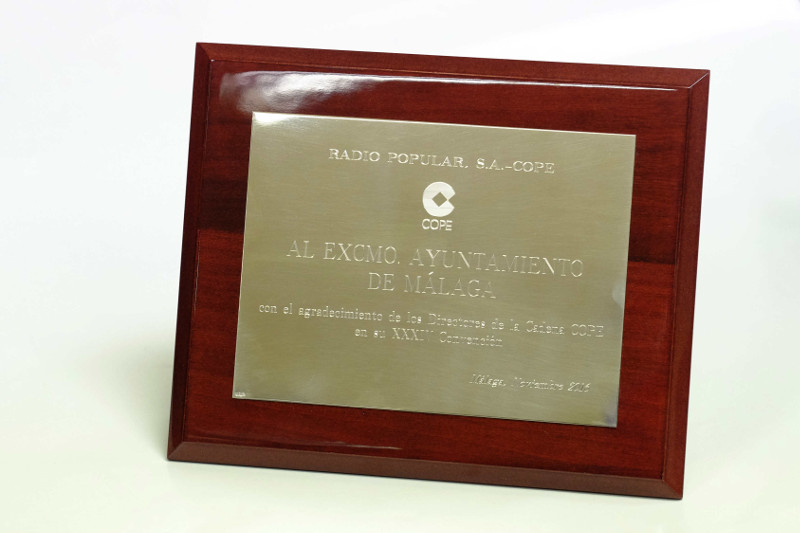 RADIO POPULAR, S.A.-COPE
COPE
AL EXCMO. AYUNTAMIENTO
DE MÁLAGA
con el agradecimiento de los Directores de la Cadena COPE
en su Convención
Málaga, Noviembre